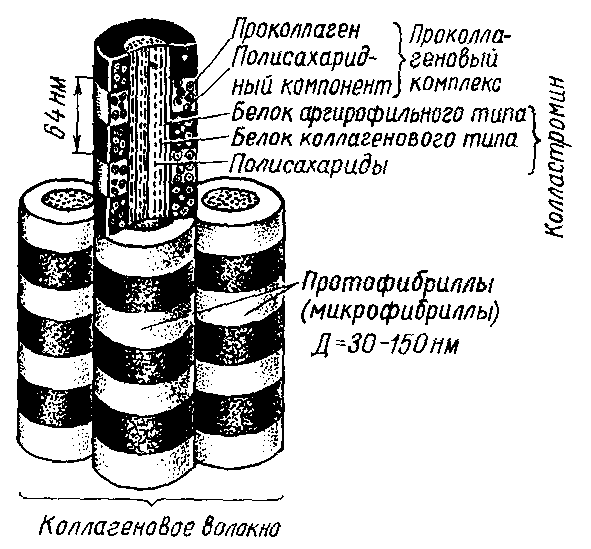 Проколлаген
Полисахарид-
ный компонент
Проколла-
геновый
комплекс
Белок аргирофильного типа
Белок коллагенового типа
Полисахариды
Колластромин
64 нм
Протофибриллы
(микрофибриллы)
Д=30-150 нм
Коллагеновое волокно